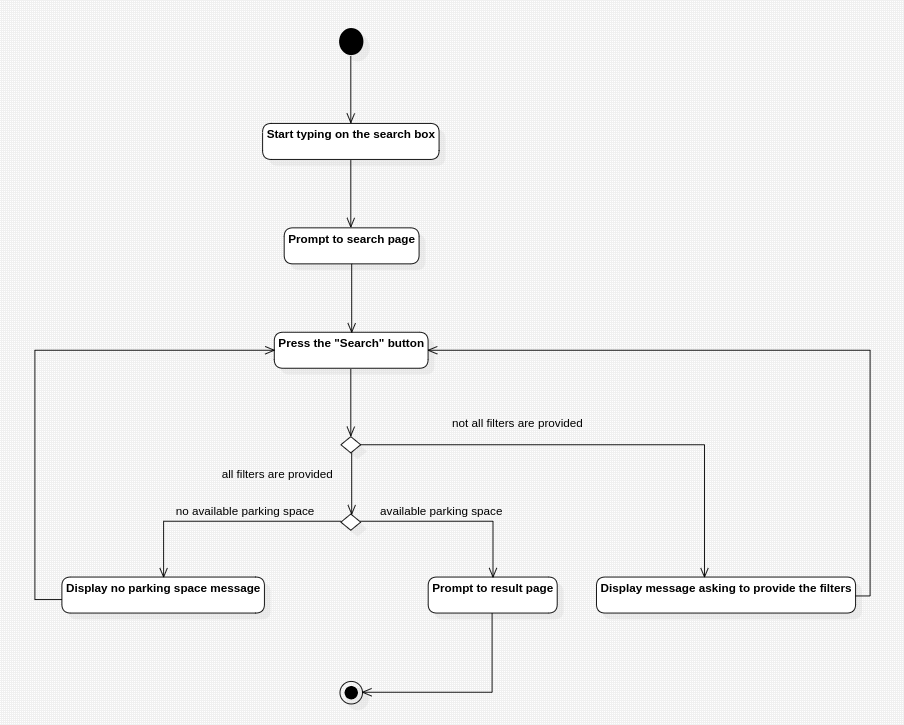 Start typing on the search box
Prompt to search page
Press the "Search" button
not all filters are provided
all filters are provided
no available parking space
available parking space
Display no parking space message
Prompt to result page
Display message asking to provide the filters